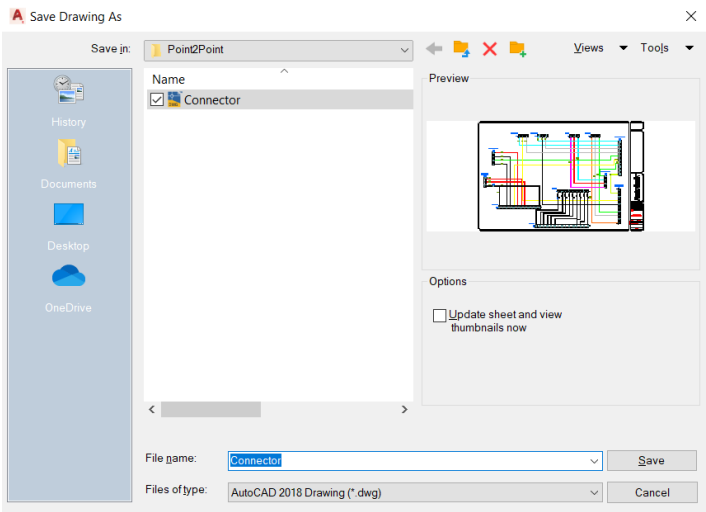 Save Drawing As
Save in:
Point2Point
Views
Tools
Name
Connector
Preview
History
Documents
Desktop
OneDrive
Options
Update sheet and view
thumbnails now
File name:
Connector
Save
Files of type:
AutoCAD 2018 Drawing (*.dwg)
Cancel